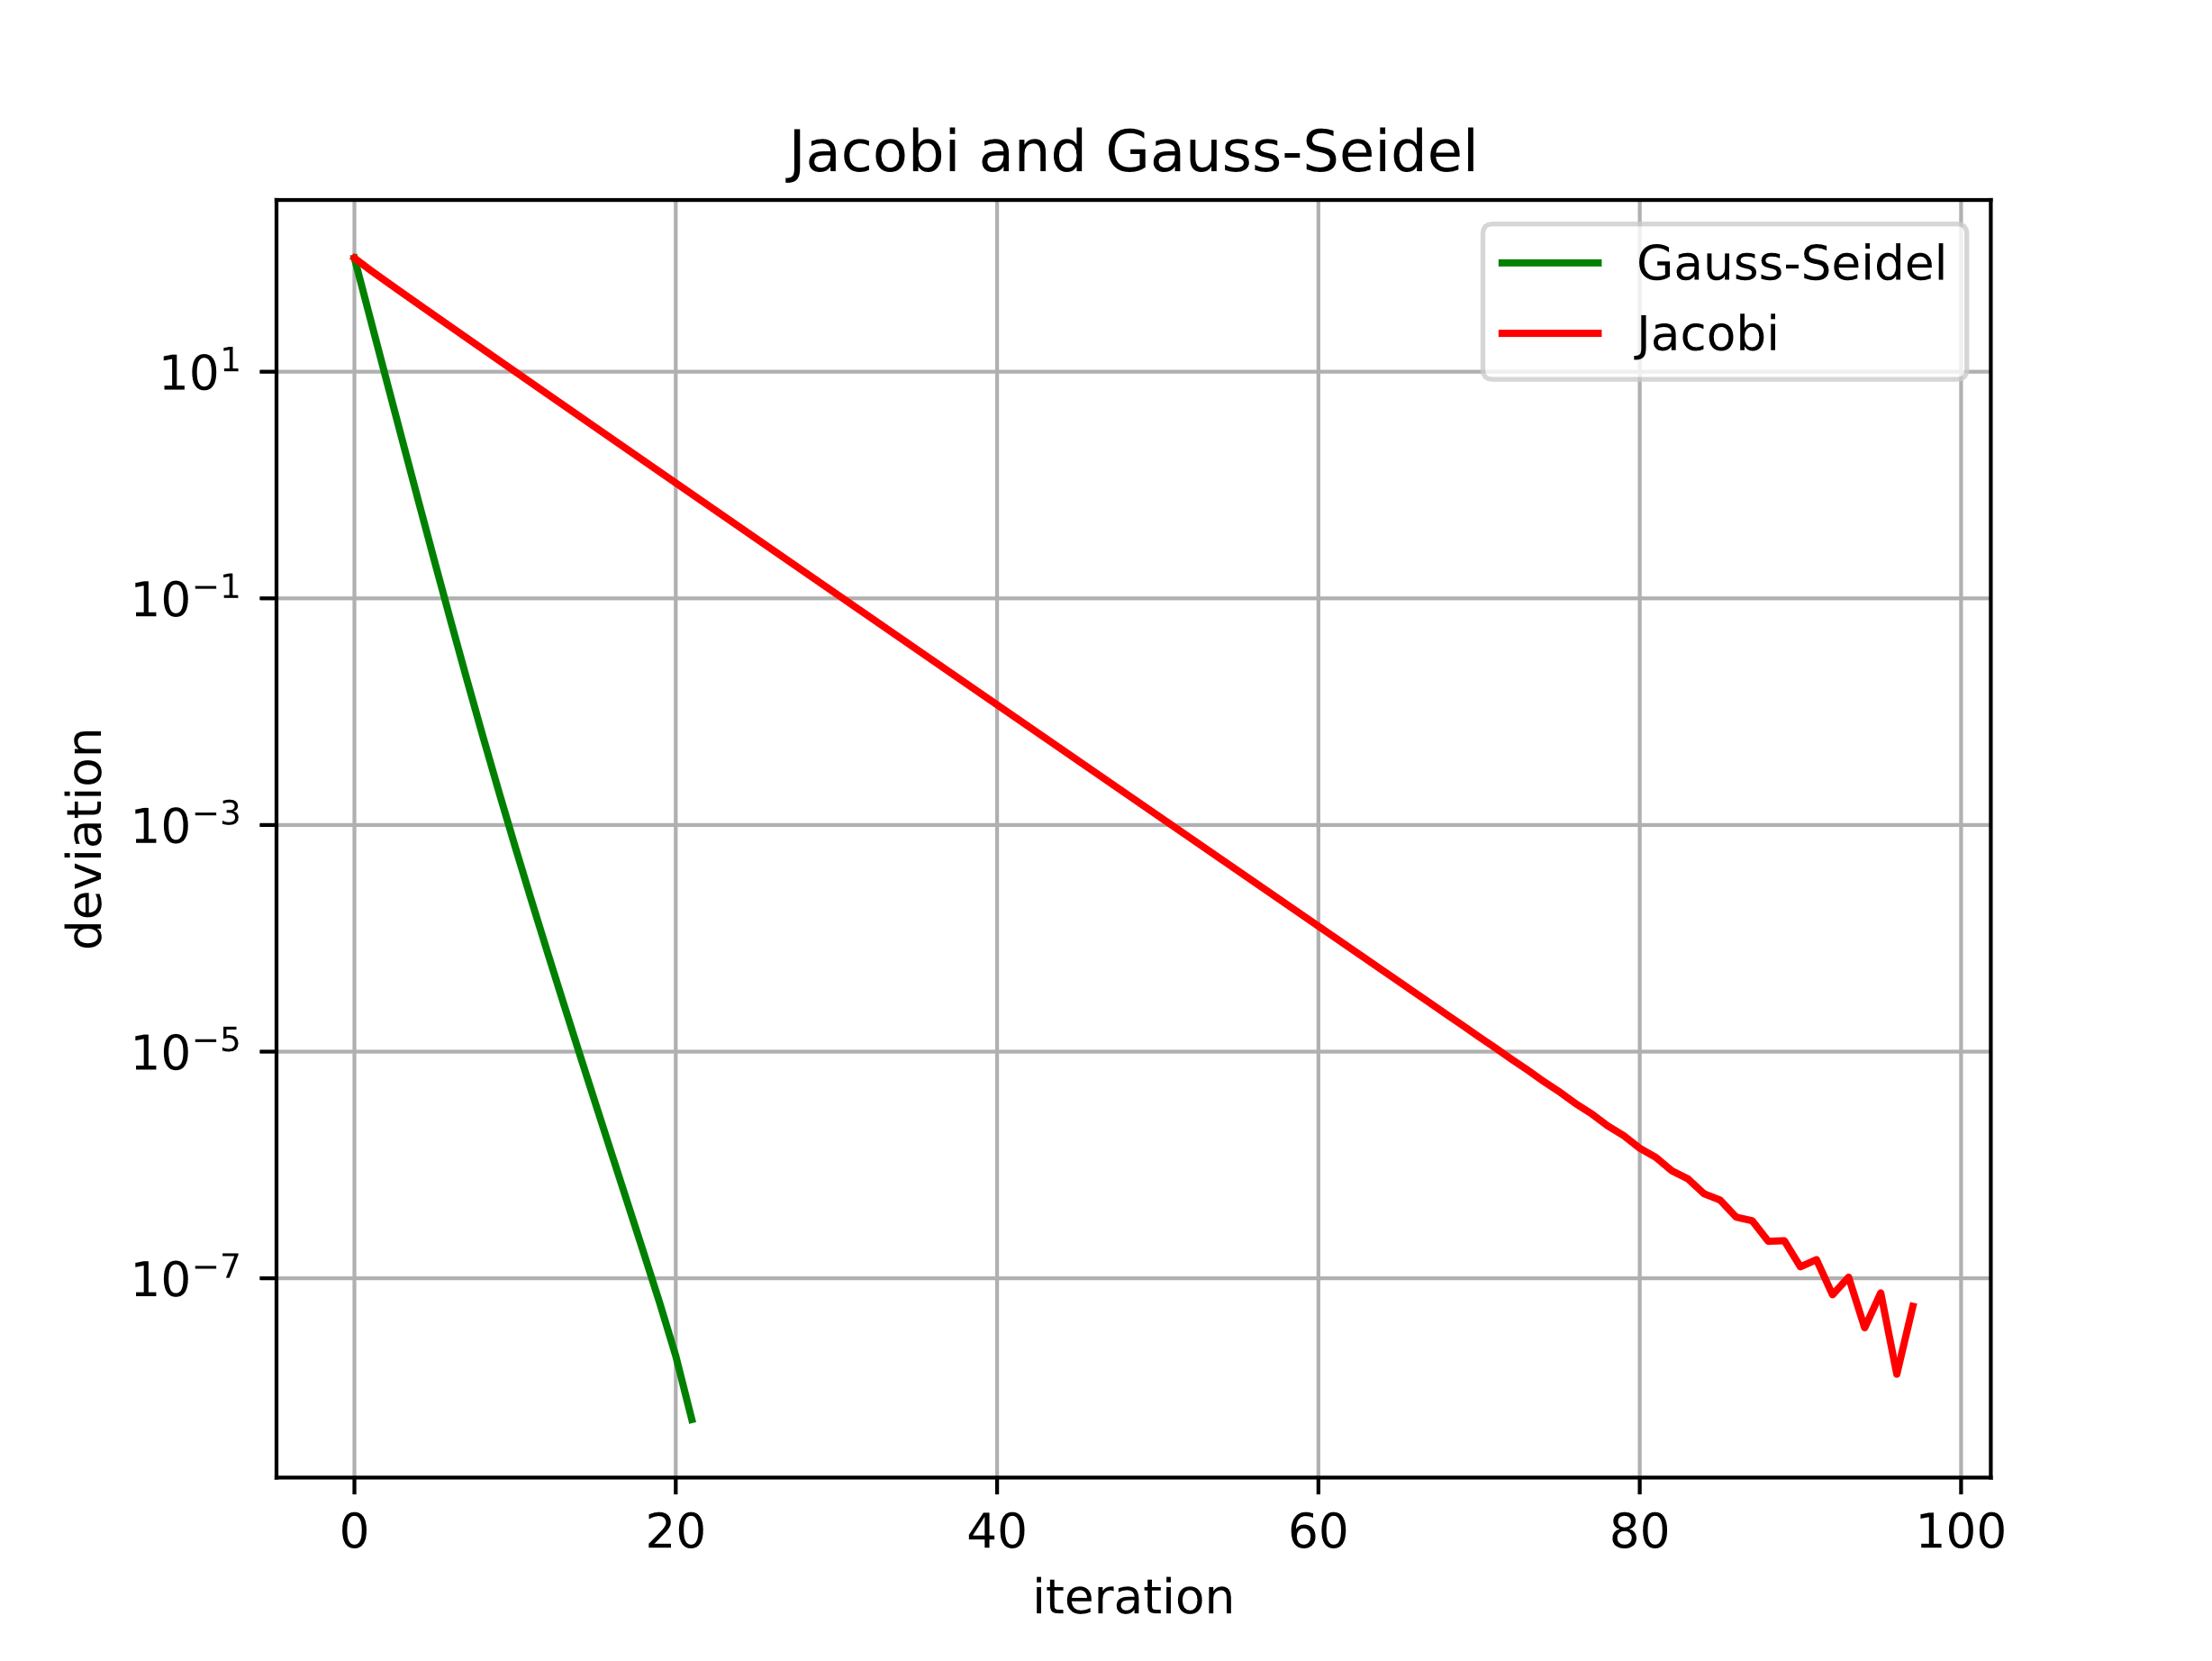 Jacobi and Gauss-Seidel
Gauss-Seidel
Jacobi
deviation
10¹
10⁻¹
10⁻³
10⁻⁵
10⁻⁷
0 20 40 60 80 100
iteration